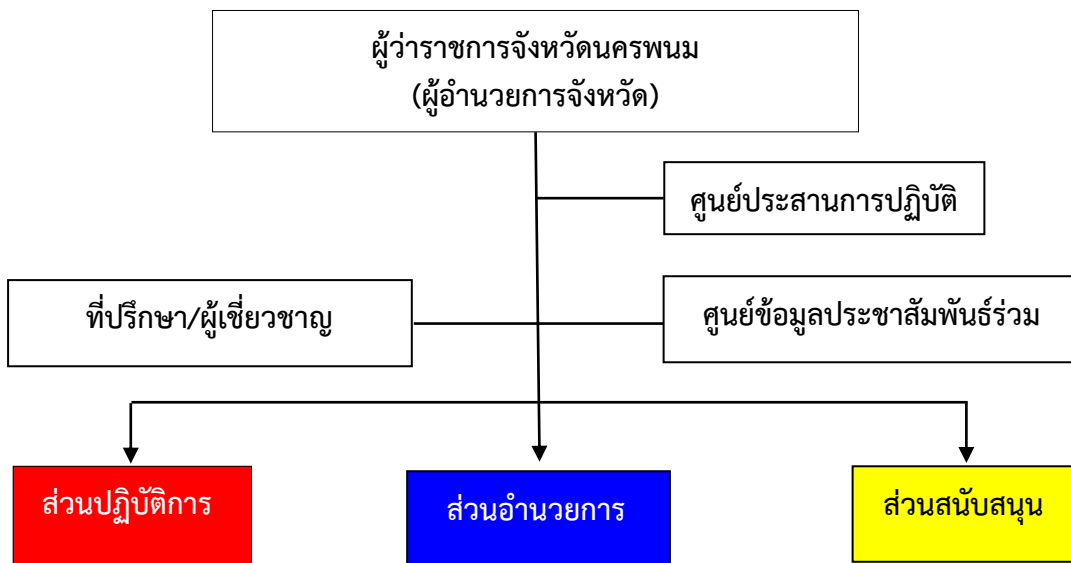 ผู้ว่าราชการจังหวัดนครพนม
(ผู้อำนวยการจังหวัด)
ศูนย์ประสานการปฏิบัติ
ที่ปรึกษา/ผู้เชี่ยวชาญ
ศูนย์ข้อมูลประชาสัมพันธ์ร่วม
ส่วนปฏิบัติการ
ส่วนอำนวยการ
ส่วนสนับสนุน